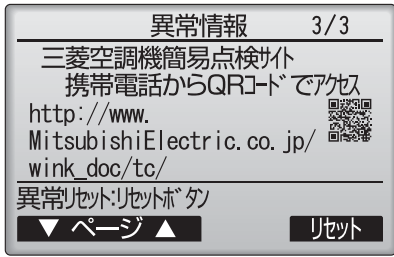 異常情報 3/3
三菱空調機簡易点検ｻｲﾄ
携帯電話からQRｺｰﾄﾞでｱｸｾｽ
http://www.
MitsubishiElectric.co.jp/
wink_doc/tc/
異常ﾘｾｯﾄ:ﾘｾｯﾄﾎﾞﾀﾝ
▼ ページ ▲ ﾘｾｯﾄ